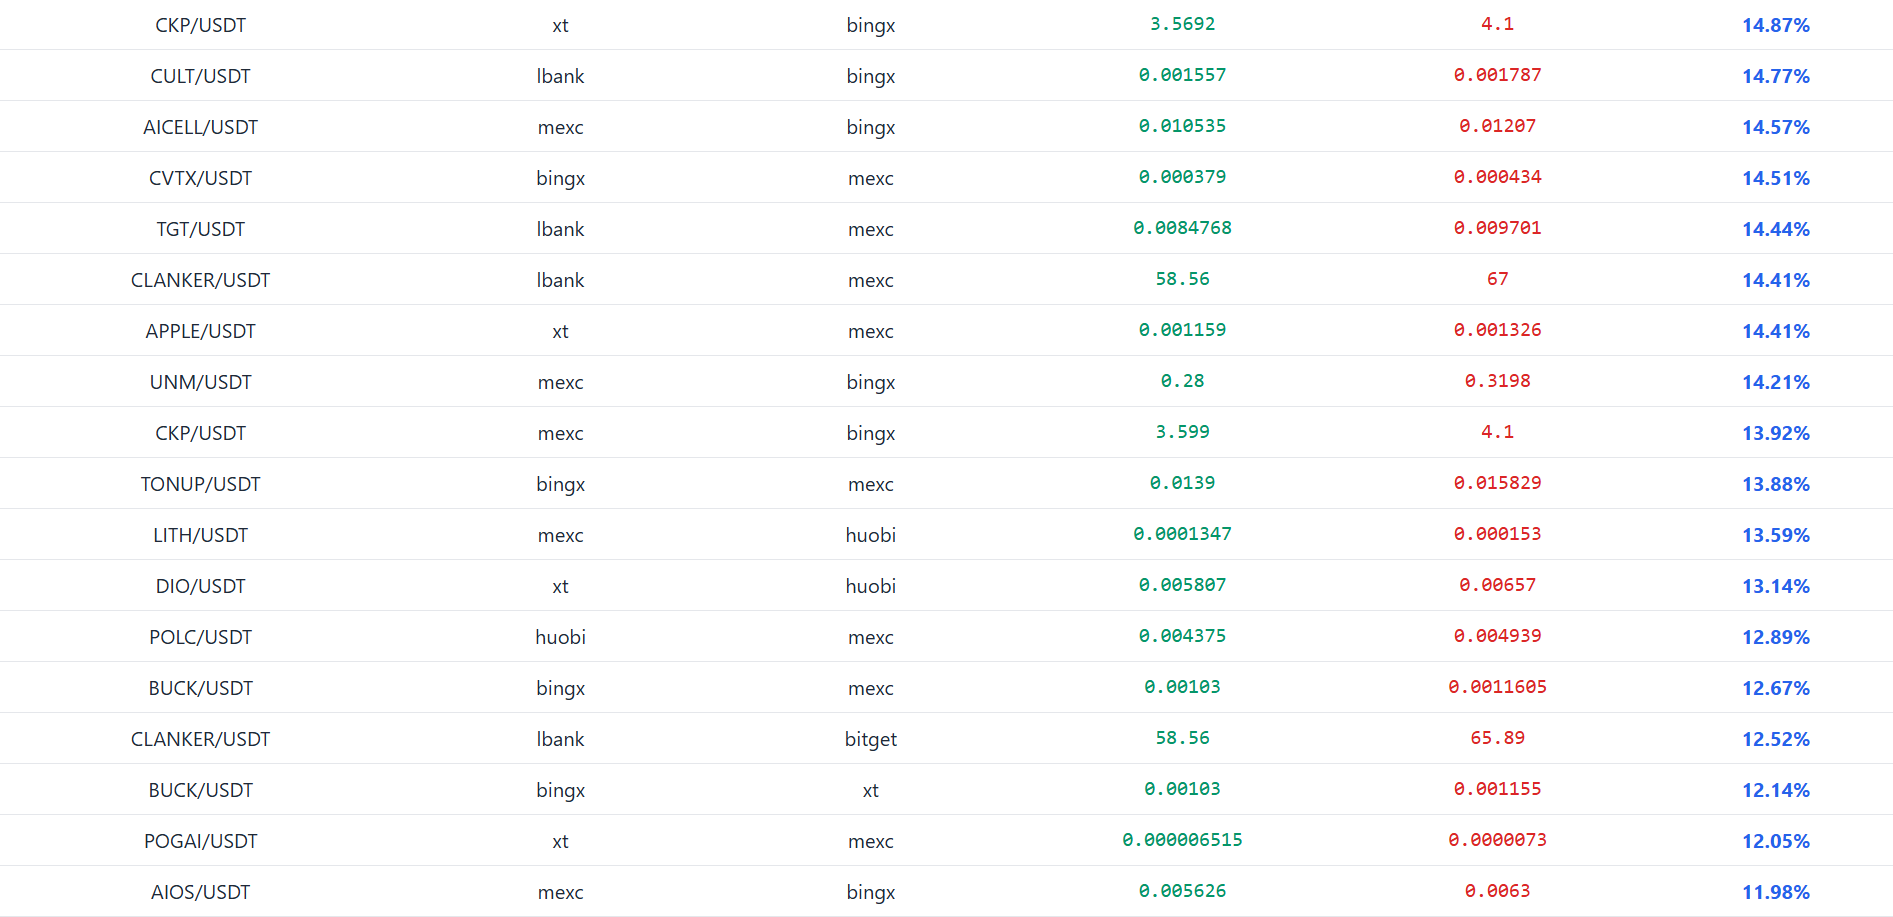 CKP/USDT xt bingx 3.5692 4.1 14.87%
CULT/USDT lbank bingx 0.001557 0.001787 14.77%
AICELL/USDT mexc bingx 0.010535 0.01207 14.57%
CVTX/USDT bingx mexc 0.000379 0.000434 14.51%
TGT/USDT lbank mexc 0.0084768 0.009701 14.44%
CLANKER/USDT lbank mexc 58.56 67 14.41%
APPLE/USDT xt mexc 0.001159 0.001326 14.41%
UNM/USDT mexc bingx 0.28 0.3198 14.21%
CKP/USDT mexc bingx 3.599 4.1 13.92%
TONUP/USDT bingx mexc 0.0139 0.015829 13.88%
LITH/USDT mexc huobi 0.0001347 0.000153 13.59%
DIO/USDT xt huobi 0.005807 0.00657 13.14%
POLC/USDT huobi mexc 0.004375 0.004939 12.89%
BUCK/USDT bingx mexc 0.00103 0.0011605 12.67%
CLANKER/USDT lbank bitget 58.56 65.89 12.52%
BUCK/USDT bingx xt 0.00103 0.001155 12.14%
POGAI/USDT xt mexc 0.000006515 0.0000073 12.05%
AIOS/USDT mexc bingx 0.005626 0.0063 11.98%